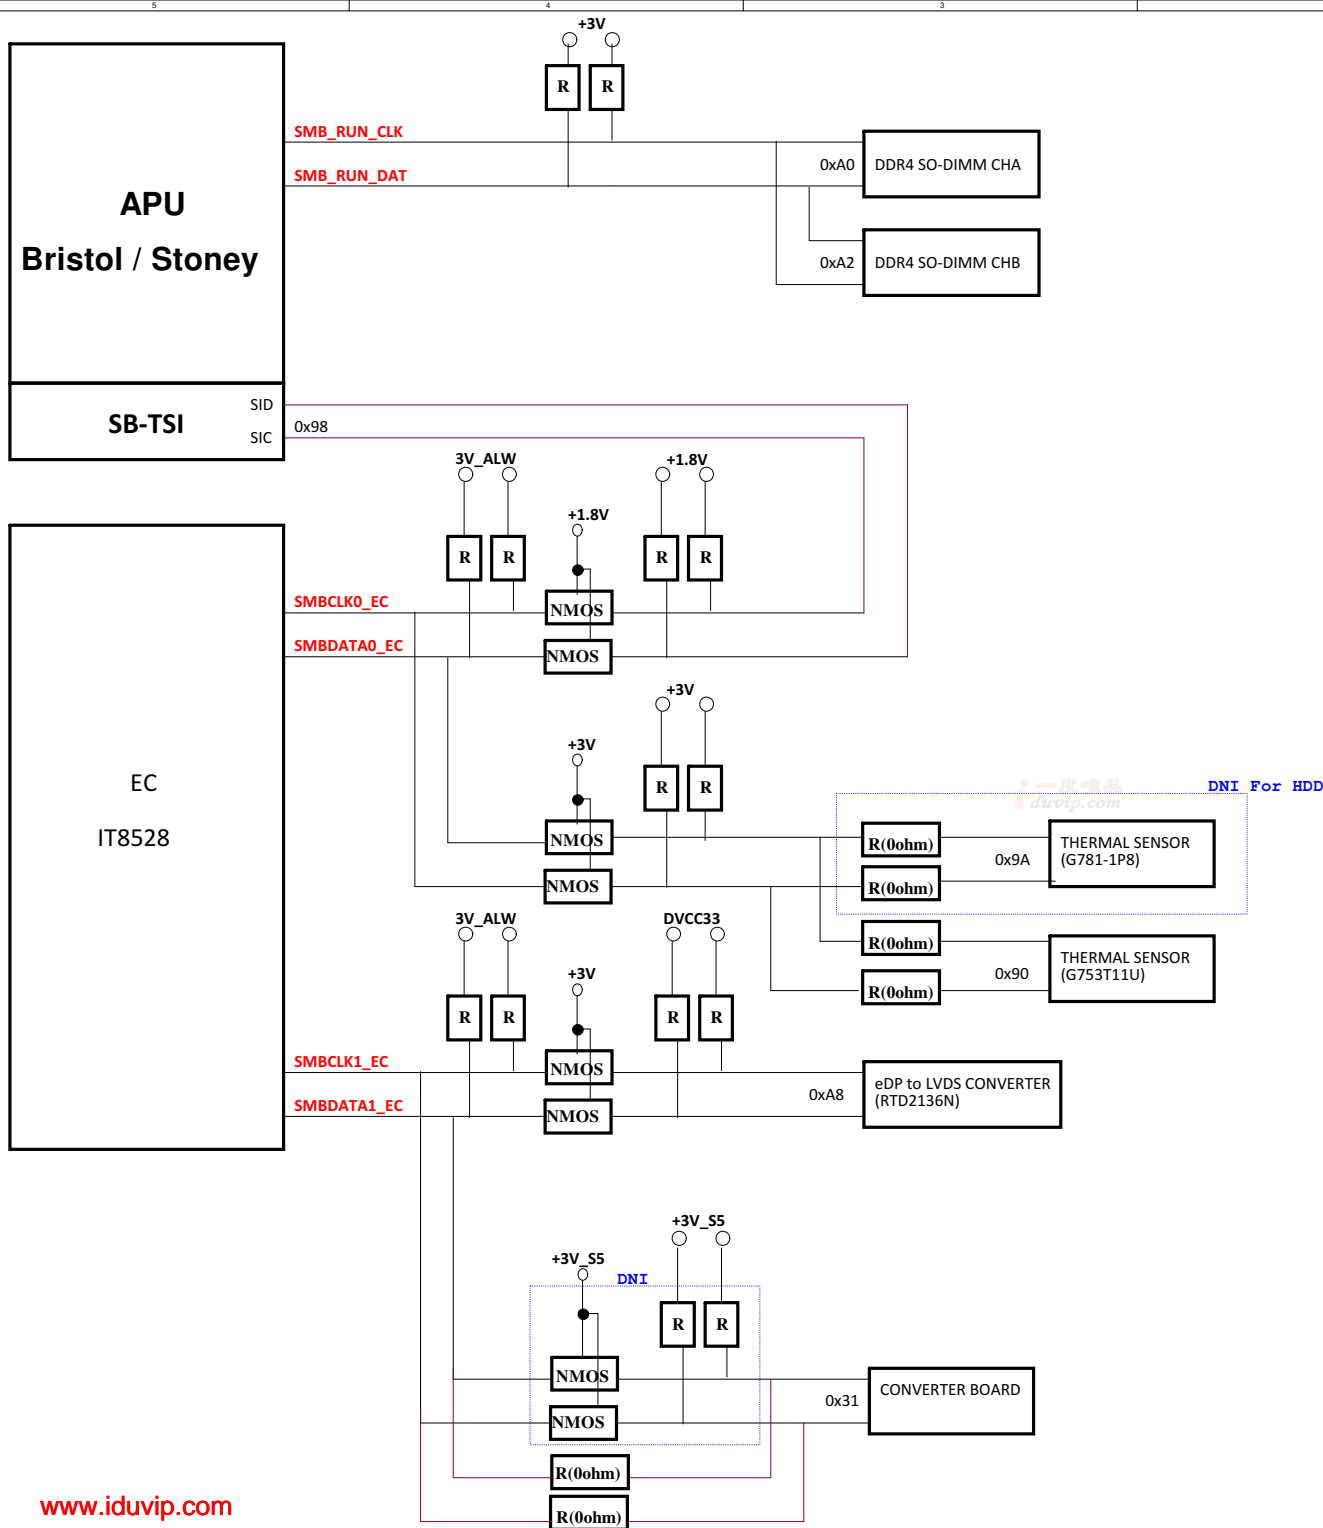 5 4 3
+3V
R R
SMB_RUN_CLK
SMB_RUN_DAT
APU
Bristol / Stoney
0xA0 DDR4 SO-DIMM CHA
0xA2 DDR4 SO-DIMM CHB
SB-TSI
SID
SIC
0x98
3V_ALW
+1.8V
+1.8V
R R R R
SMBCLK0_EC
NMOS
SMBDATA0_EC
NMOS
+3V
+3V
R R
EC
IT8528
NMOS
NMOS
DNI For HDD
duvip.com
R(0ohm)
R(0ohm)
0x9A
THERMAL SENSOR
(G781-1P8)
R(0ohm)
R(0ohm)
0x90
THERMAL SENSOR
(G753T11U)
3V_ALW
DVCC33
+3V
R R R R
SMBCLK1_EC
NMOS
SMBDATA1_EC
NMOS
0xA8
eDP to LVDS CONVERTER
(RTD2136N)
+3V_S5
+3V_S5
DNI
R R
NMOS
NMOS
0x31
CONVERTER BOARD
R(0ohm)
R(0ohm)
www.iduvip.com